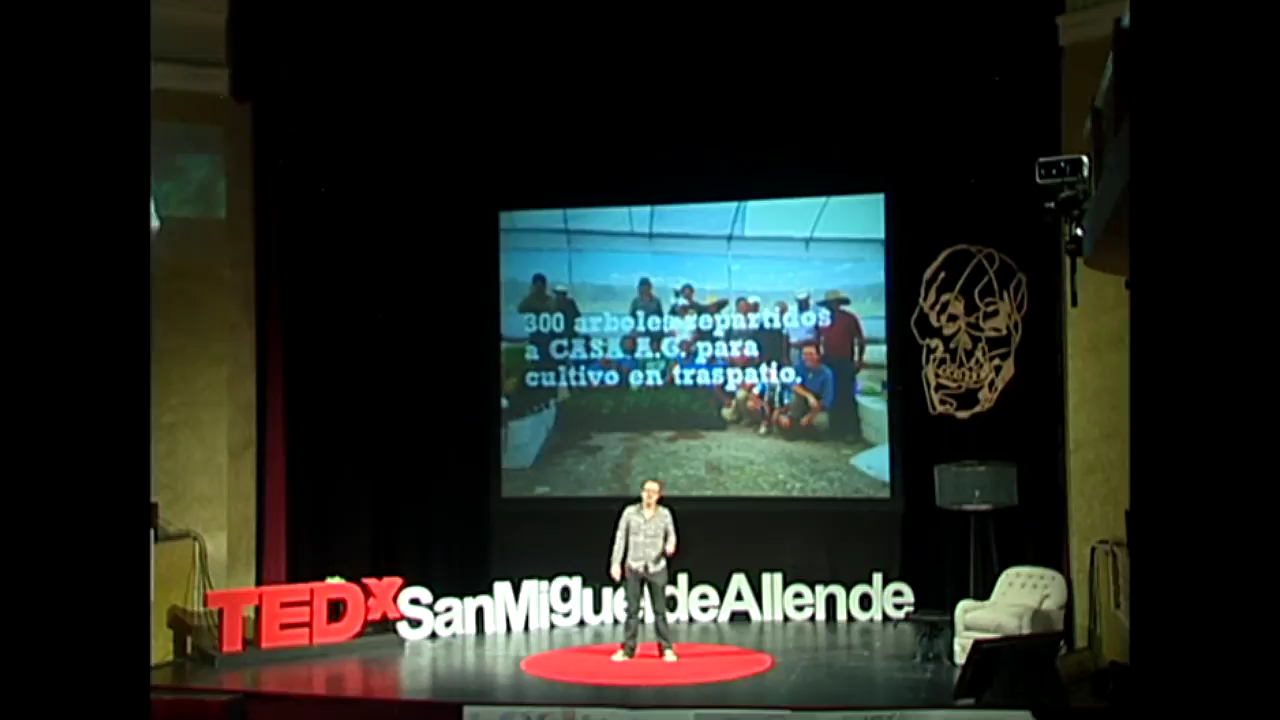 300 arboles repartidos
a CASA A.C. para
cultivo en traspatio.
TEDxSanMigueldeAllende